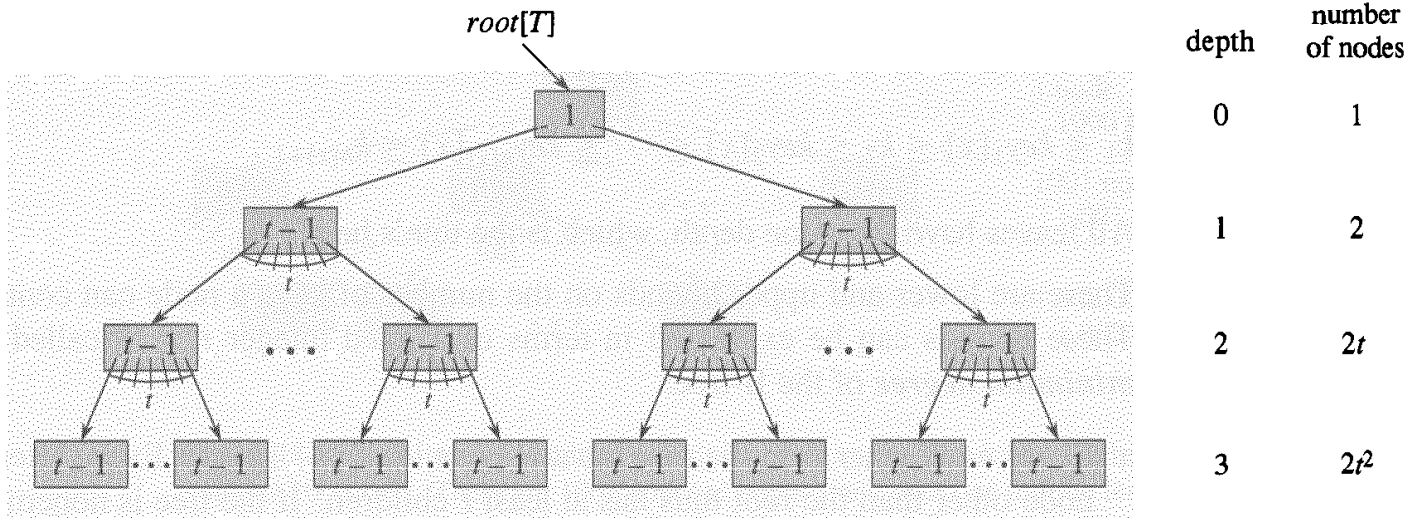 root[T]
depth
number
of nodes
1
0
1
t – 1
t – 1
1
2
t
t
t – 1
• • •
t – 1
t – 1
• • •
t – 1
2
2t
t
t
t
t
t – 1 • • • t – 1
t – 1 • • • t – 1
t – 1 • • • t – 1
t – 1 • • • t – 1
3
2t²